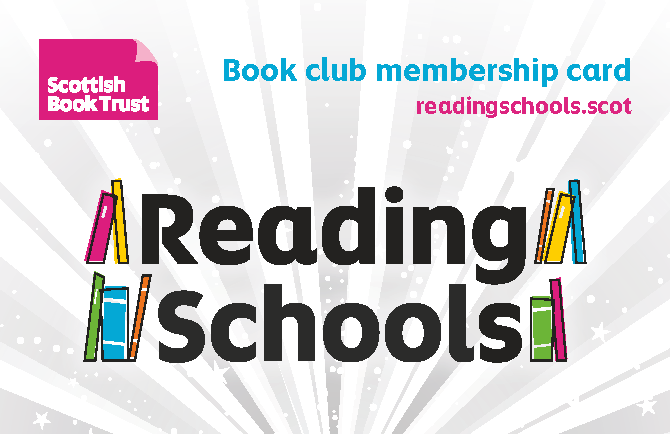 Scottish
Book Trust
Book club membership card
readingschools.scot
Reading
Schools